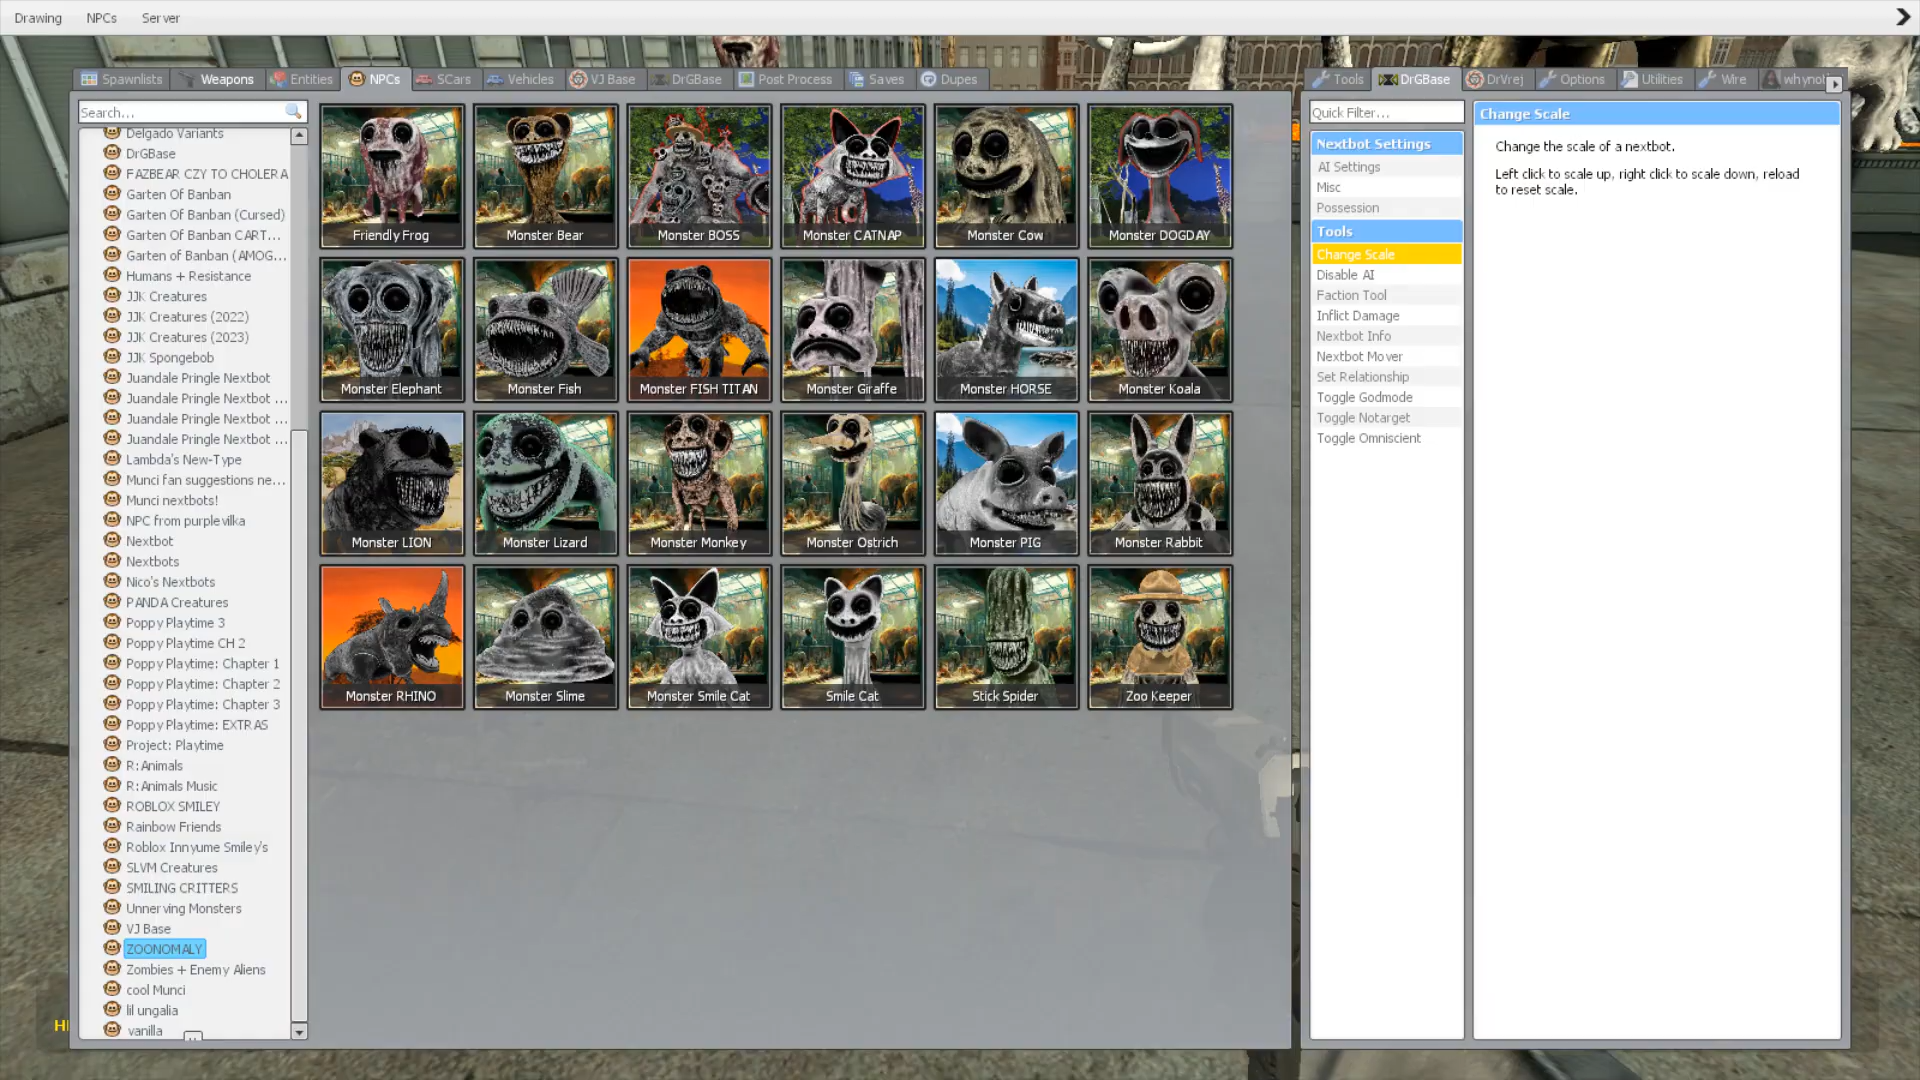 Drawing NPCs Server
Spawnlists Weapons Entities NPCs SCars Vehicles VJ Base DrGBase Post Process Saves Dupes
Search...
Delgado Variants
DrGBase
FAZBEAR CZY TO CHOLERA
Garten Of Banban
Garten Of Banban (Cursed)
Garten Of Banban CART...
Garten of Banban (AMOG...
Humans + Resistance
JJK Creatures
JJK Creatures (2022)
JJK Creatures (2023)
JJK Spongebob
Juandale Pringle Nextbot
Juandale Pringle Nextbot ...
Juandale Pringle Nextbot ...
Juandale Pringle Nextbot ...
Lambda's New-Type
Munci fan suggestions ne...
Munci nextbots!
NPC from purplevilka
Nextbot
Nextbots
Nico's Nextbots
PANDA Creatures
Poppy Playtime 3
Poppy Playtime CH 2
Poppy Playtime: Chapter 1
Poppy Playtime: Chapter 2
Poppy Playtime: Chapter 3
Poppy Playtime: EXTRAS
Project: Playtime
R:Animals
R:Animals Music
ROBLOX SMILEY
Rainbow Friends
Roblox Innyume Smiley's
SLVM Creatures
SMILING CRITTERS
Unnerving Monsters
VJ Base
ZOONOMALY
Zombies + Enemy Aliens
cool Munci
lil ungalia
vanilla
Friendly Frog Monster Bear Monster BOSS Monster CATNAP Monster Cow Monster DOGDAY
Monster Elephant Monster Fish Monster FISH TITAN Monster Giraffe Monster HORSE Monster Koala
Monster LION Monster Lizard Monster Monkey Monster Ostrich Monster PIG Monster Rabbit
Monster RHINO Monster Slime Monster Smile Cat Smile Cat Stick Spider Zoo Keeper
Tools DrGBase DrVrej Options Utilities Wire whynot
Quick Filter...
Nextbot Settings
AI Settings
Misc
Possession
Tools
Change Scale
Disable AI
Faction Tool
Inflict Damage
Nextbot Info
Nextbot Mover
Set Relationship
Toggle Godmode
Toggle Notarget
Toggle Omniscient
Change Scale
Change the scale of a nextbot.
Left click to scale up, right click to scale down, reload
to reset scale.